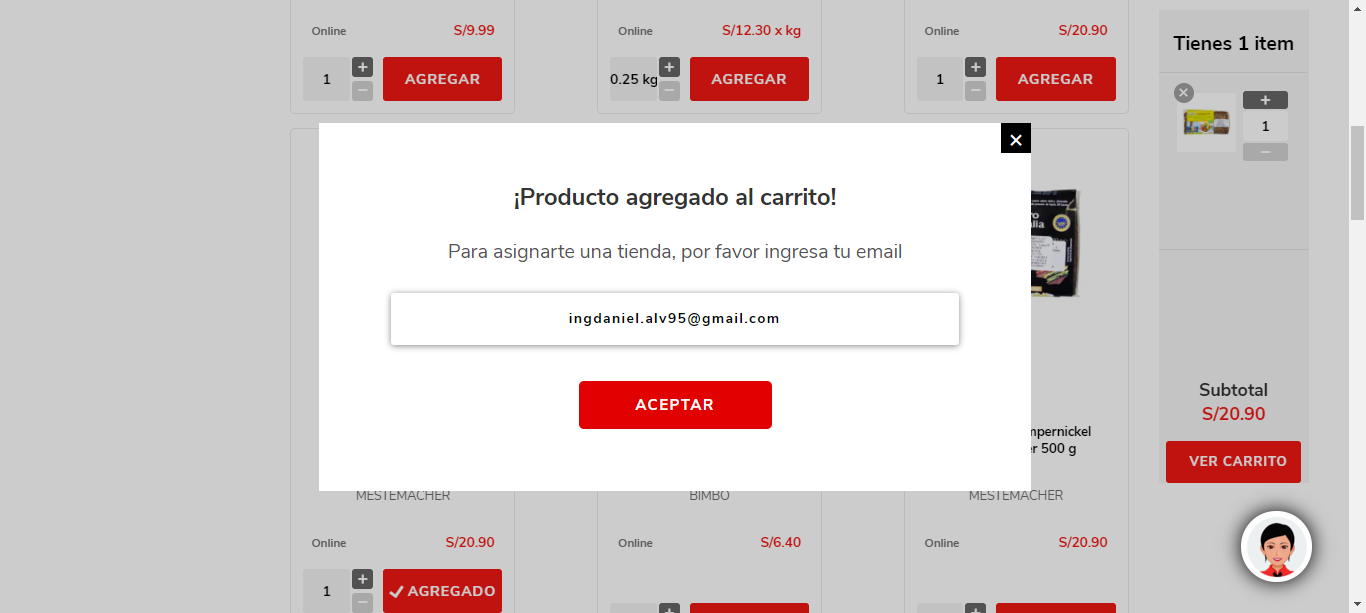 Online S/9.99
Online S/12.30 x kg
Online S/20.90
Tienes 1 item
1 + − AGREGAR
0.25 kg + − AGREGAR
1 + − AGREGAR
+
1
−
¡Producto agregado al carrito!
Para asignarte una tienda, por favor ingresa tu email
ingdaniel.alv95@gmail.com
ACEPTAR
Subtotal
S/20.90
VER CARRITO
500 g
MESTEMACHER
BIMBO
MESTEMACHER
Online S/20.90
Online S/6.40
Online S/20.90
1 + − AGREGADO
+
+